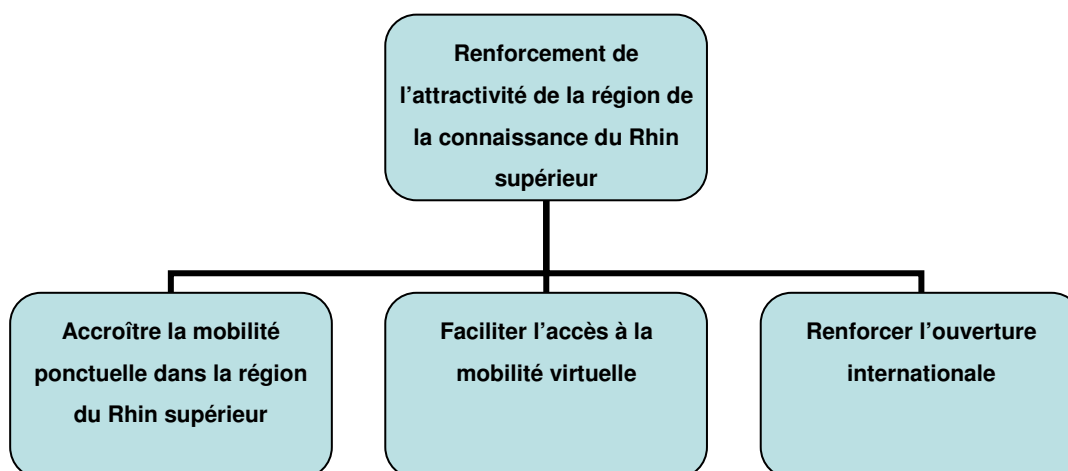 Renforcement de
l’attractivité de la région de
la connaissance du Rhin
supérieur
Accroître la mobilité
ponctuelle dans la région
du Rhin supérieur
Faciliter l’accès à la
mobilité virtuelle
Renforcer l’ouverture
internationale